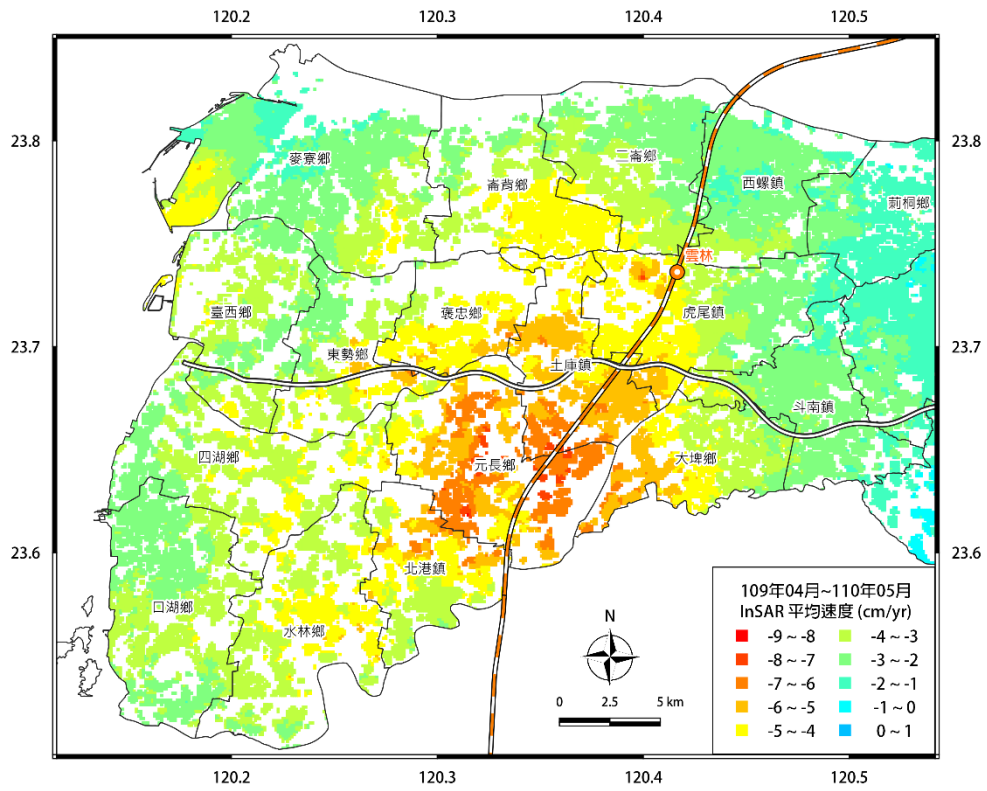 120.2 120.3 120.4 120.5
23.8 23.8
麥寮鄉
崙背鄉
二崙鄉
西螺鎮
莿桐鄉
雲林
臺西鄉
褒忠鄉
虎尾鎮
23.7 23.7
東勢鄉
土庫鎮
斗南鎮
四湖鄉
元長鄉
大埤鄉
23.6 23.6
北港鎮
口湖鄉
水林鄉
N
0 2.5 5 km
109年04月~110年05月
InSAR 平均速度 (cm/yr)
-9 ~ -8 -4 ~ -3
-8 ~ -7 -3 ~ -2
-7 ~ -6 -2 ~ -1
-6 ~ -5 -1 ~ 0
-5 ~ -4 0 ~ 1
120.2 120.3 120.4 120.5